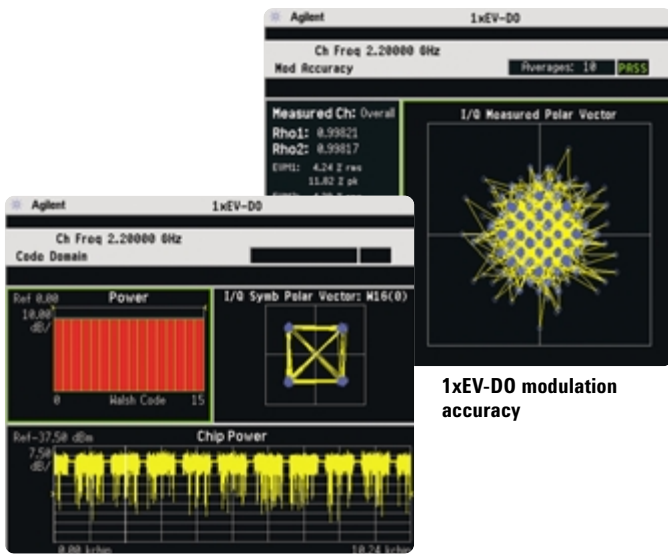 Agilent 1xEV-DO
Ch Freq 2.20000 GHz
Mod Accuracy Averages: 10 PASS
Measured Ch: Overall
Rho1: 0.99821
Rho2: 0.99817
EVM1: 4.24 % rms
11.82 % pk
I/Q Measured Polar Vector
1xEV-DO modulation
accuracy
Agilent 1xEV-DO
Ch Freq 2.20000 GHz
Code Domain
Ref 0.00 Power
10.00
dB/
0 Walsh Code 15
I/Q Symb Polar Vector: W16(0)
Ref-37.50 dBm Chip Power
7.50
dB/
0.00 kchip 10.24 kchip